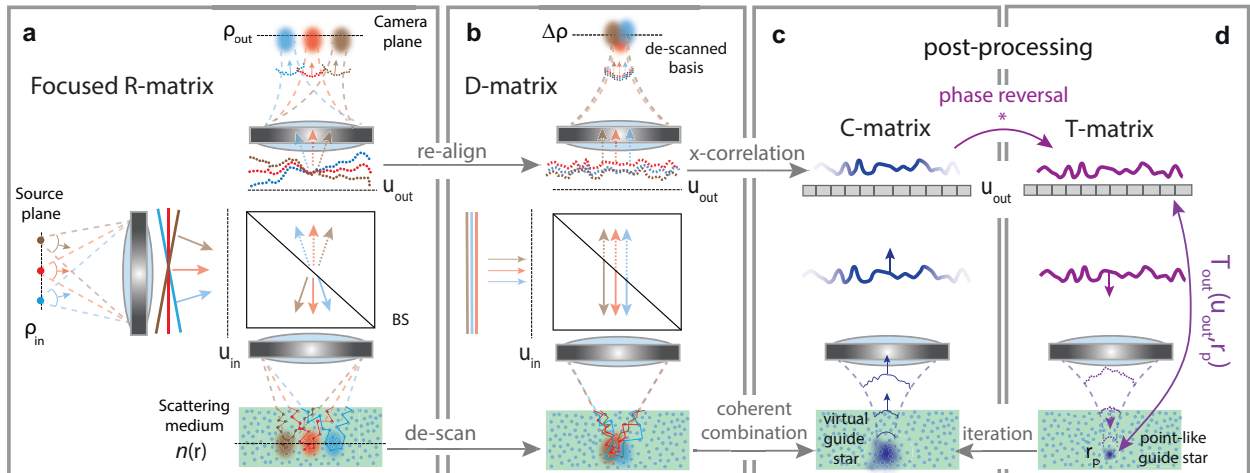 a
ρout
Camera
plane
Focused R-matrix
uout
Source
plane
ρin
uin
BS
Scattering
medium
n(r)
re-align
de-scan
b
Δρ
de-scanned
basis
D-matrix
uout
uin
x-correlation
coherent
combination
c
d
post-processing
phase reversal
*
C-matrix
T-matrix
uout
Tout(uout,rp)
virtual
guide
star
iteration
rp
point-like
guide star